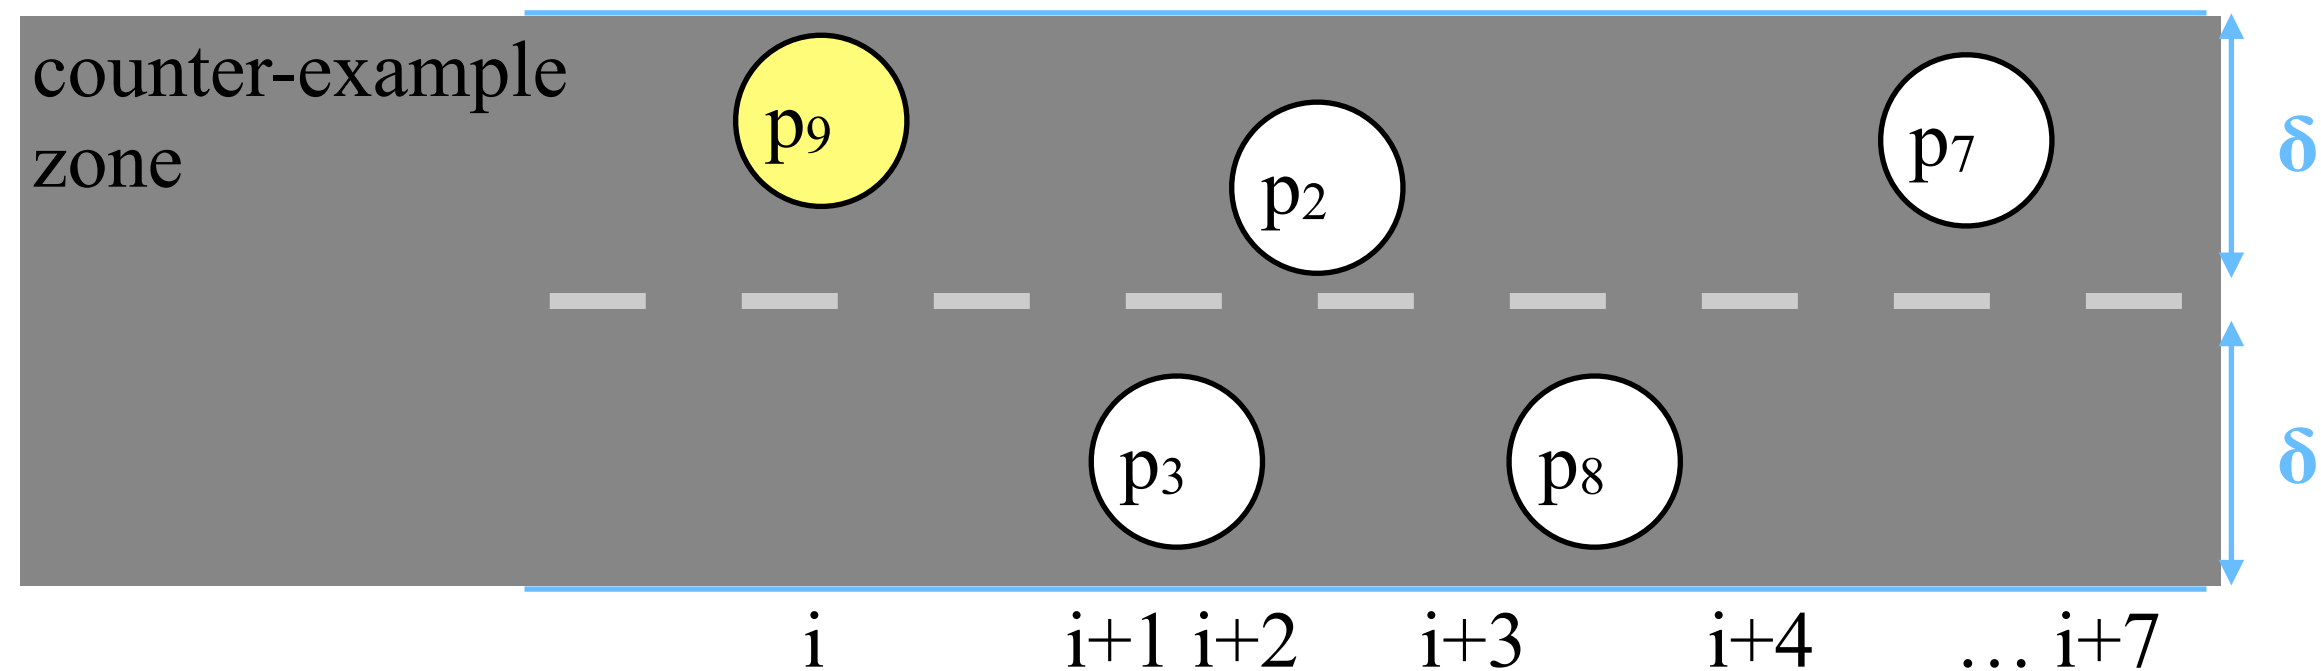 counter-example
zone
p9
p2
p7
δ
p3
p8
δ
i i+1 i+2 i+3 i+4 … i+7